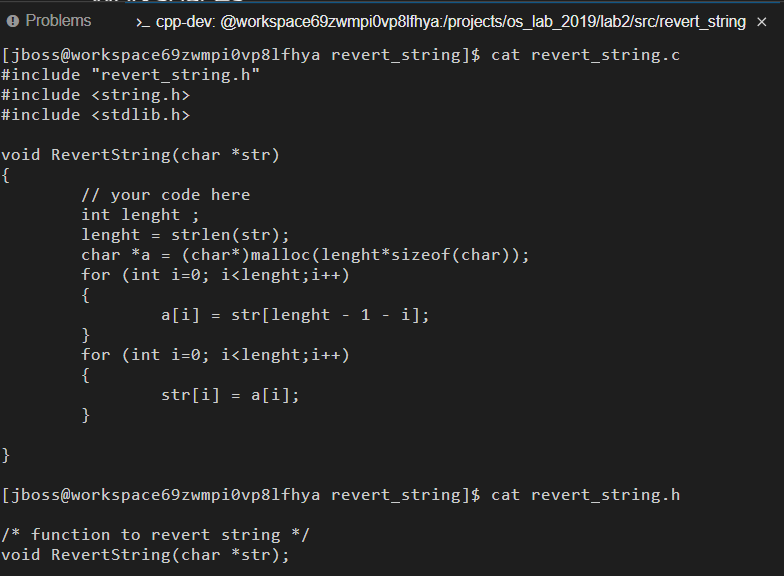 Problems >_ cpp-dev: @workspace69zwmpi0vp8lfhya:/projects/os_lab_2019/lab2/src/revert_string ×
[jboss@workspace69zwmpi0vp8lfhya revert_string]$ cat revert_string.c
#include "revert_string.h"
#include <string.h>
#include <stdlib.h>
void RevertString(char *str)
{
        // your code here
        int lenght ;
        lenght = strlen(str);
        char *a = (char*)malloc(lenght*sizeof(char));
        for (int i=0; i<lenght;i++)
        {
                a[i] = str[lenght - 1 - i];
        }
        for (int i=0; i<lenght;i++)
        {
                str[i] = a[i];
        }
}
[jboss@workspace69zwmpi0vp8lfhya revert_string]$ cat revert_string.h
/* function to revert string */
void RevertString(char *str);